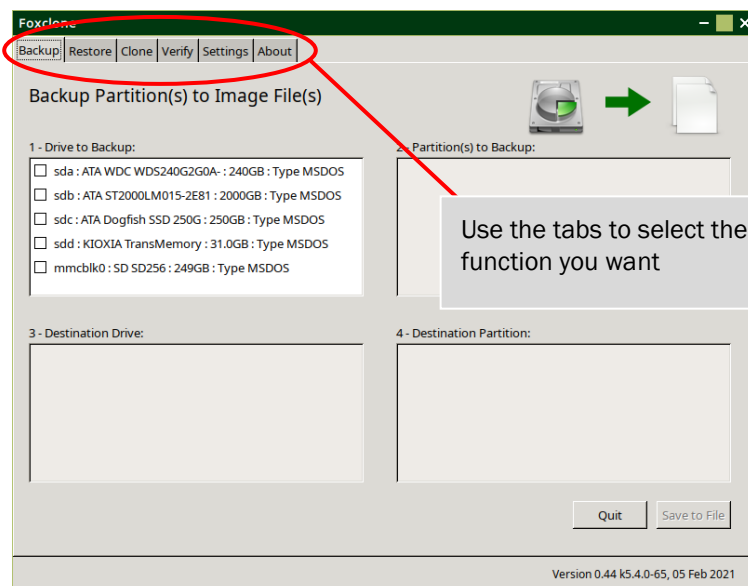 Foxclone
Backup Restore Clone Verify Settings About
Backup Partition(s) to Image File(s)
1 - Drive to Backup:
2 - Partition(s) to Backup:
sda : ATA WDC WDS240G2G0A- : 240GB : Type MSDOS
sdb : ATA ST2000LM015-2E81 : 2000GB : Type MSDOS
sdc : ATA Dogfish SSD 250G : 250GB : Type MSDOS
sdd : KIOXIA TransMemory : 31.0GB : Type MSDOS
mmcblk0 : SD SD256 : 249GB : Type MSDOS
Use the tabs to select the
function you want
3 - Destination Drive:
4 - Destination Partition:
Quit
Save to File
Version 0.44 k5.4.0-65, 05 Feb 2021